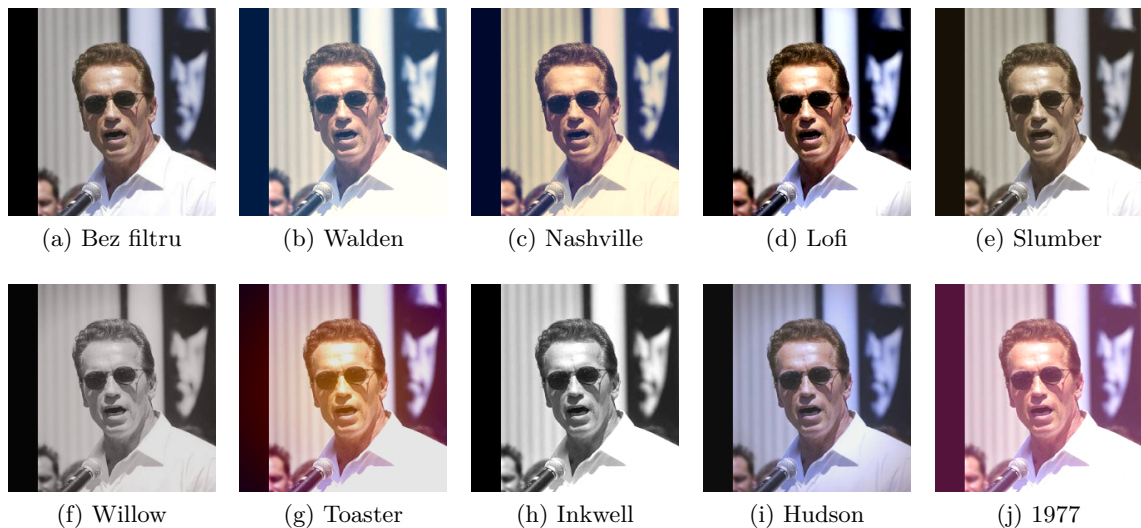 (a) Bez filtru
(b) Walden
(c) Nashville
(d) Lofi
(e) Slumber
(f) Willow
(g) Toaster
(h) Inkwell
(i) Hudson
(j) 1977